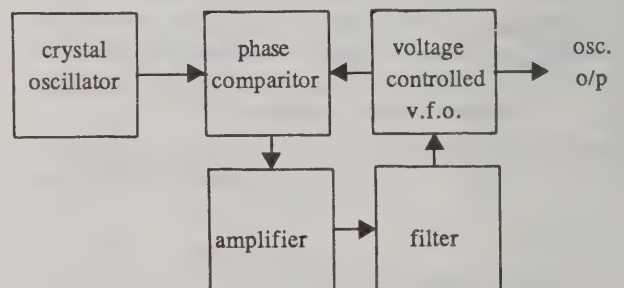 crystal
oscillator
phase
comparitor
voltage
controlled
v.f.o.
osc.
o/p
amplifier
filter